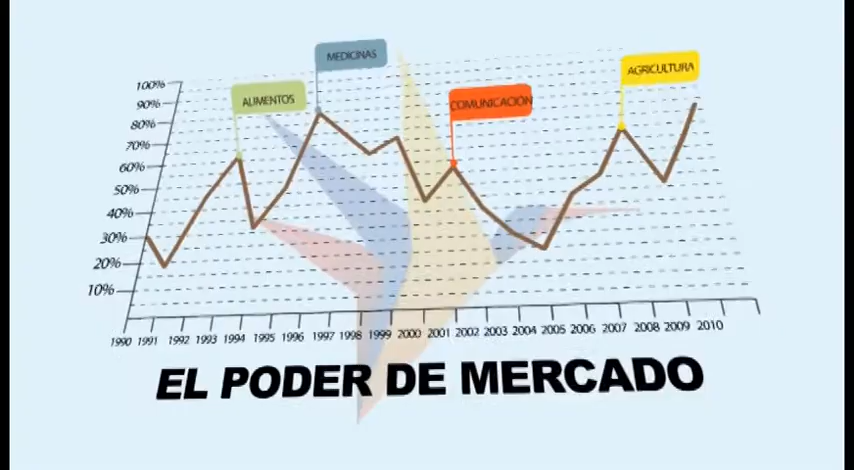 MEDICINAS
AGRICULTURA
ALIMENTOS
COMUNICACIÓN
100%
90%
80%
70%
60%
50%
40%
30%
20%
10%
1990 1991 1992 1993 1994 1995 1996 1997 1998 1999 2000 2001 2002 2003 2004 2005 2006 2007 2008 2009 2010
EL PODER DE MERCADO